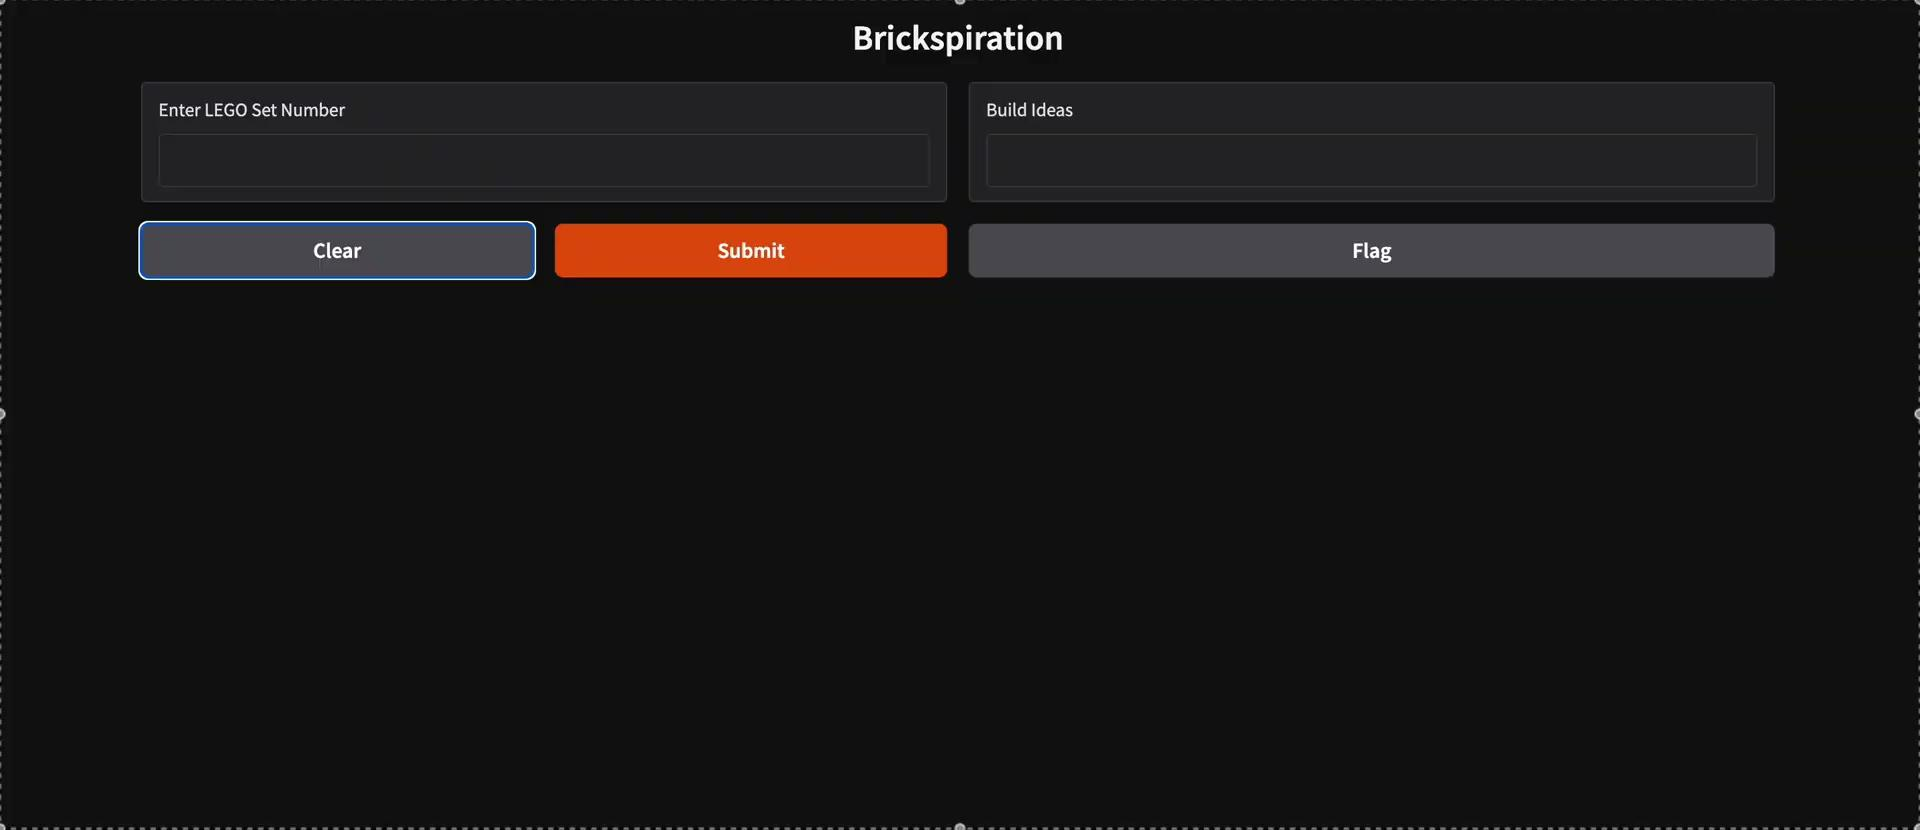 Brickspiration
Enter LEGO Set Number
Build Ideas
Clear
Submit
Flag